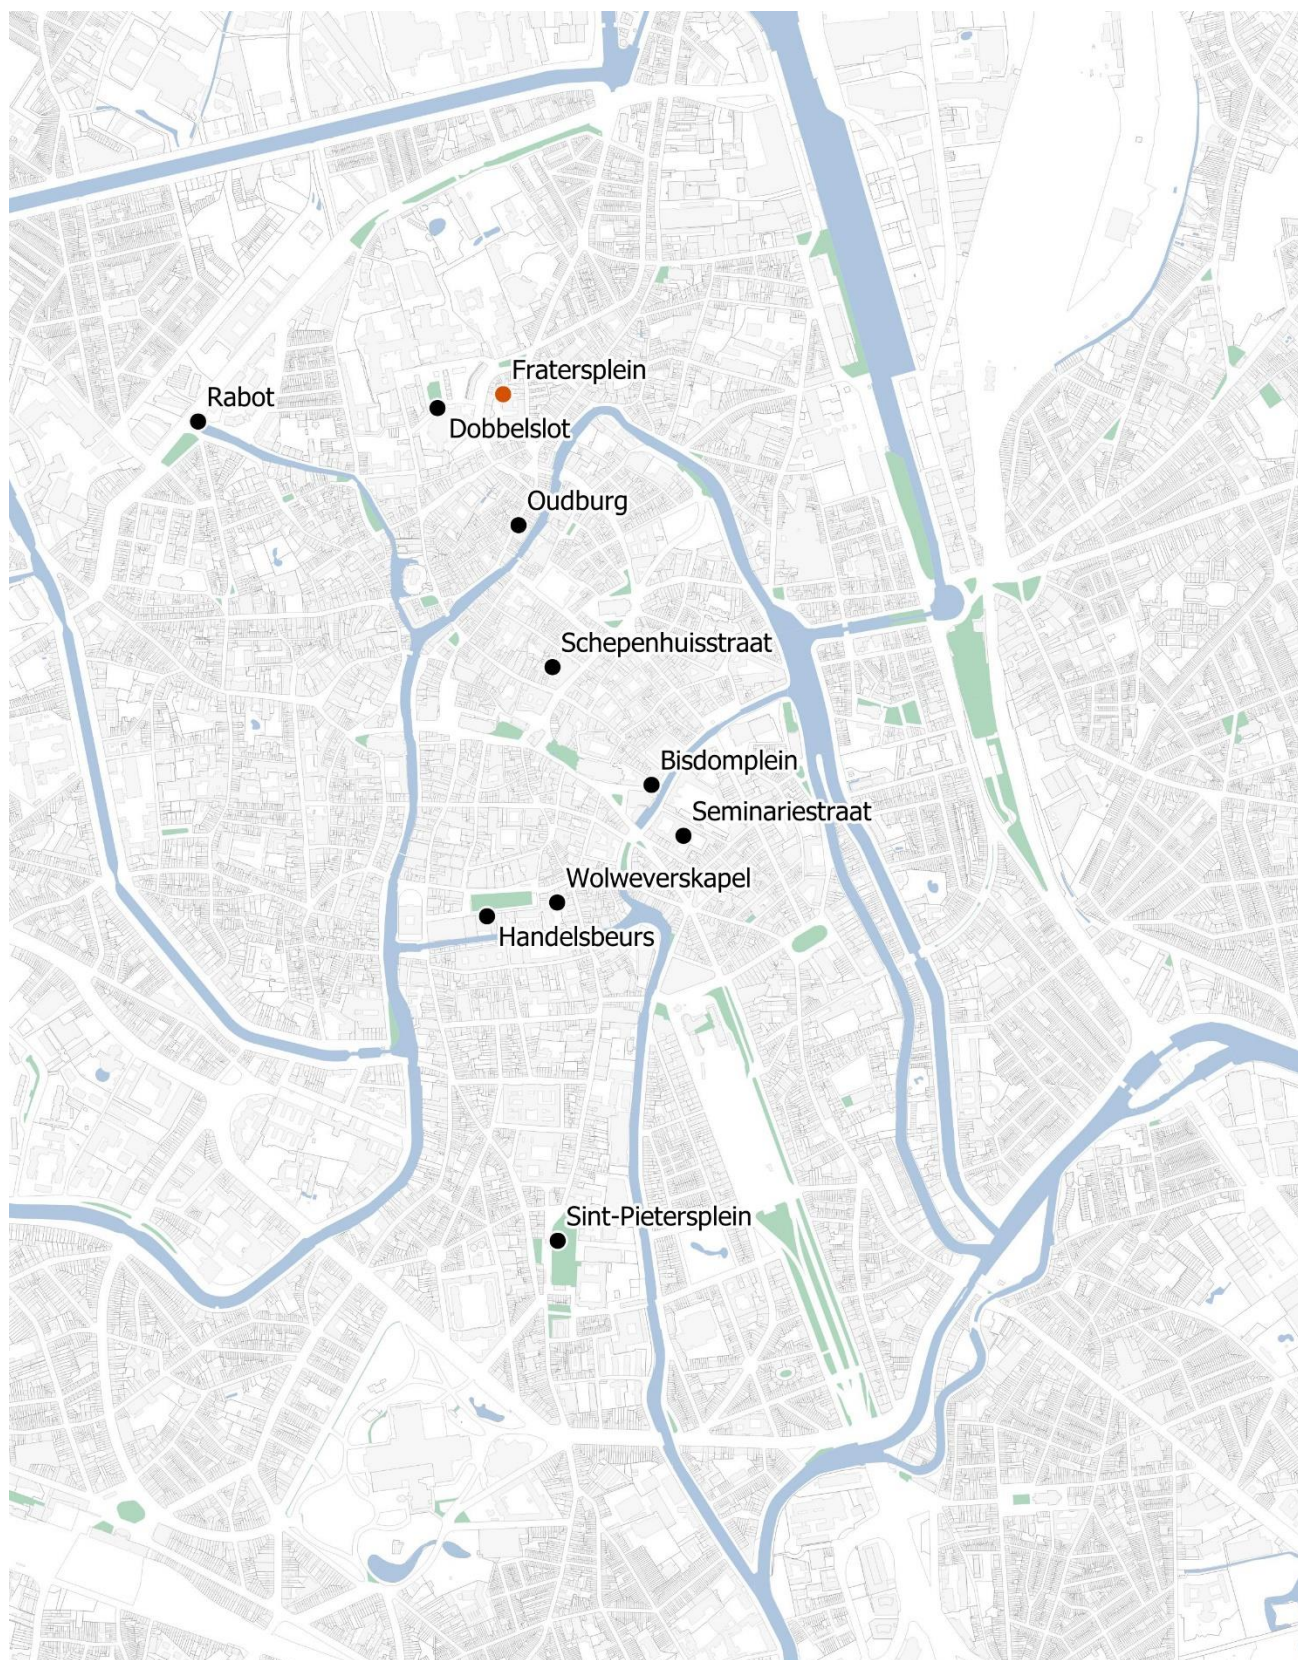 Fratersplein
Rabot
Dobbelslot
Oudburg
Schepenhuisstraat
Bisdomplein
Seminariestraat
Wolweverskapel
Handelsbeurs
Sint-Pietersplein